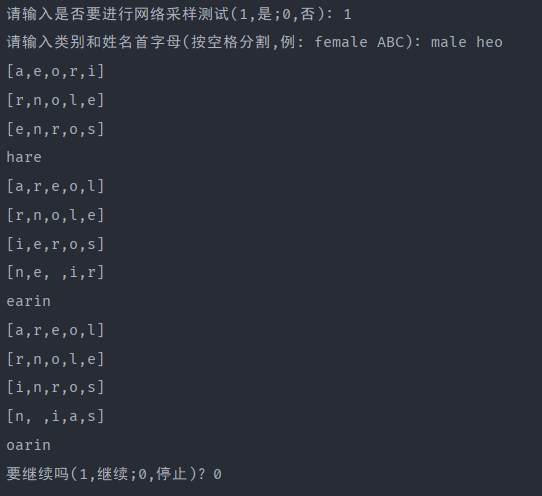 请输入是否要进行网络采样测试(1,是;0,否): 1
请输入类别和姓名首字母(按空格分割,例: female ABC): male heo
[a,e,o,r,i]
[r,n,o,l,e]
[e,n,r,o,s]
hare
[a,r,e,o,l]
[r,n,o,l,e]
[i,e,r,o,s]
[n,e, ,i,r]
earin
[a,r,e,o,l]
[r,n,o,l,e]
[i,n,r,o,s]
[n, ,i,a,s]
oarin
要继续吗(1,继续;0,停止)? 0